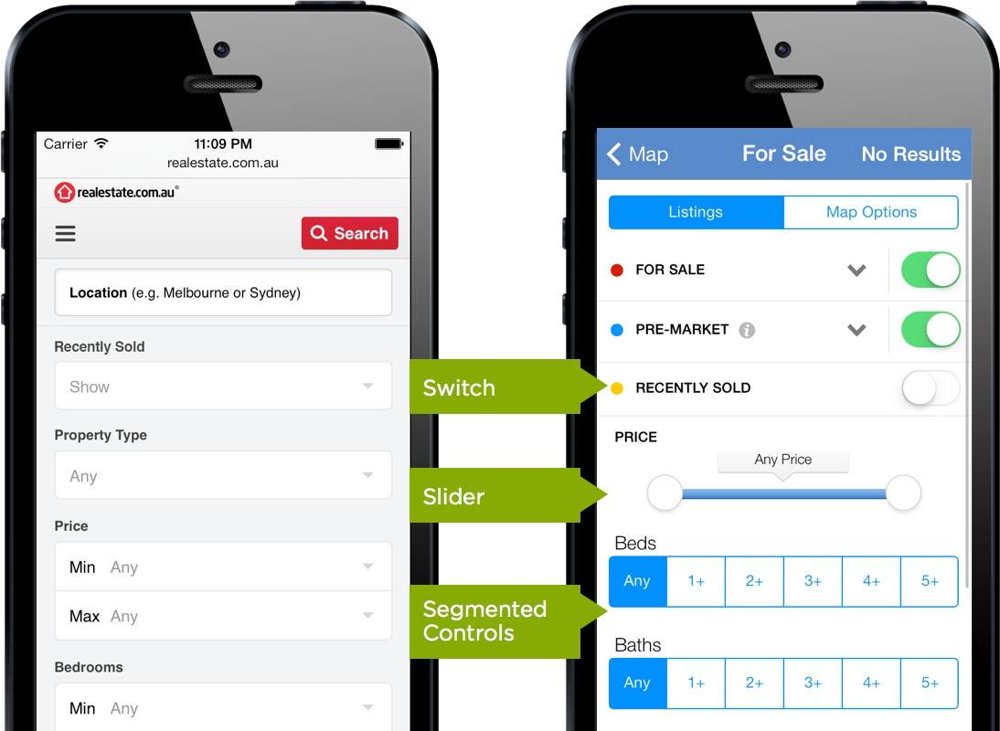 Carrier
11:09 PM
realestate.com.au
realestate.com.au®
Search
Location (e.g. Melbourne or Sydney)
Recently Sold
Show
Property Type
Any
Price
Min Any
Max Any
Bedrooms
Min Any
Switch
Slider
Segmented
Controls
Map
For Sale
No Results
Listings
Map Options
FOR SALE
PRE-MARKET i
RECENTLY SOLD
PRICE
Any Price
Beds
Any 1+ 2+ 3+ 4+ 5+
Baths
Any 1+ 2+ 3+ 4+ 5+